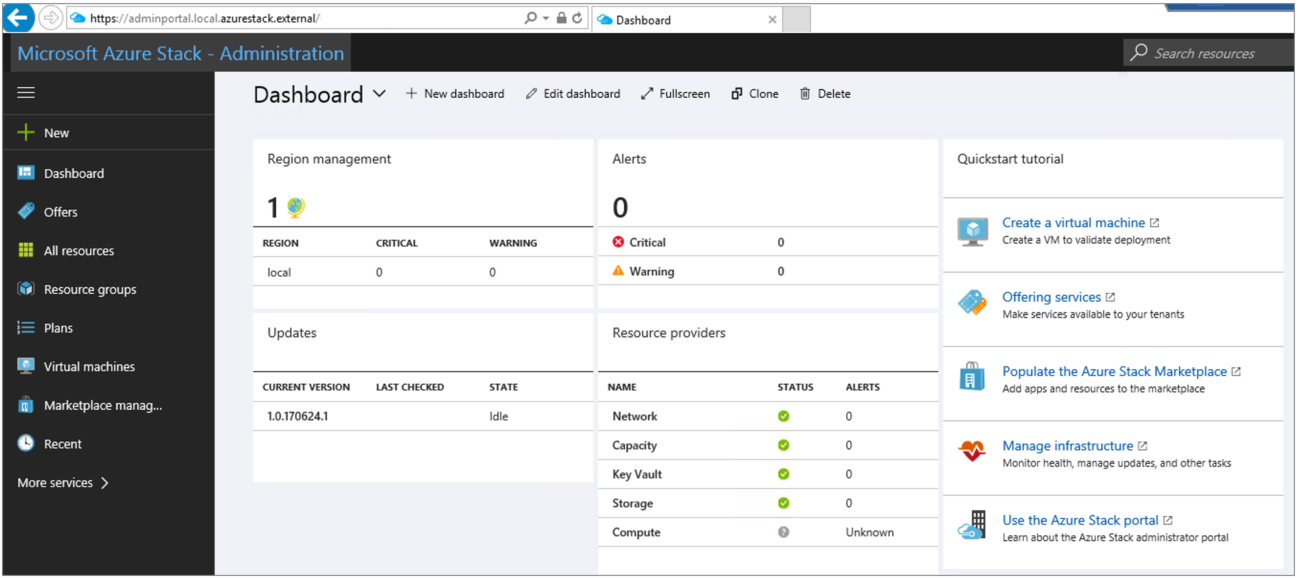 https://adminportal.local.azurestack.external/
Dashboard
Microsoft Azure Stack - Administration
Search resources
New
Dashboard
Offers
All resources
Resource groups
Plans
Virtual machines
Marketplace manag...
Recent
More services
Dashboard
New dashboard
Edit dashboard
Fullscreen
Clone
Delete
Region management
1
REGION CRITICAL WARNING
local 0 0
Alerts
0
Critical 0
Warning 0
Updates
CURRENT VERSION LAST CHECKED STATE
1.0.170624.1 Idle
Resource providers
NAME STATUS ALERTS
Network 0
Capacity 0
Key Vault 0
Storage 0
Compute Unknown
Quickstart tutorial
Create a virtual machine
Create a VM to validate deployment
Offering services
Make services available to your tenants
Populate the Azure Stack Marketplace
Add apps and resources to the marketplace
Manage infrastructure
Monitor health, manage updates, and other tasks
Use the Azure Stack portal
Learn about the Azure Stack administrator portal